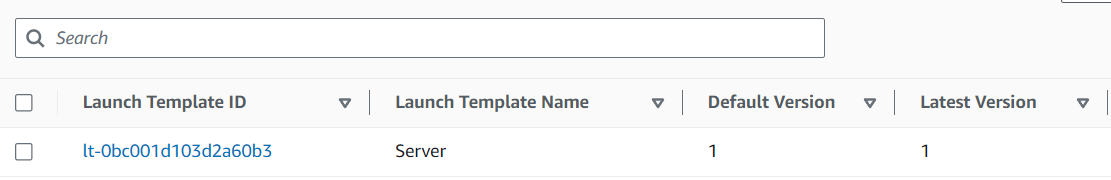 Search
Launch Template ID Launch Template Name Default Version Latest Version
lt-0bc001d103d2a60b3 Server 1 1